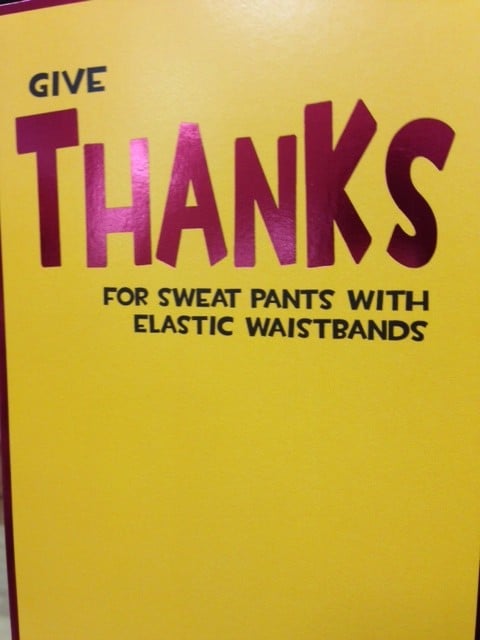 GIVE
THANKS
FOR SWEAT PANTS WITH
ELASTIC WAISTBANDS